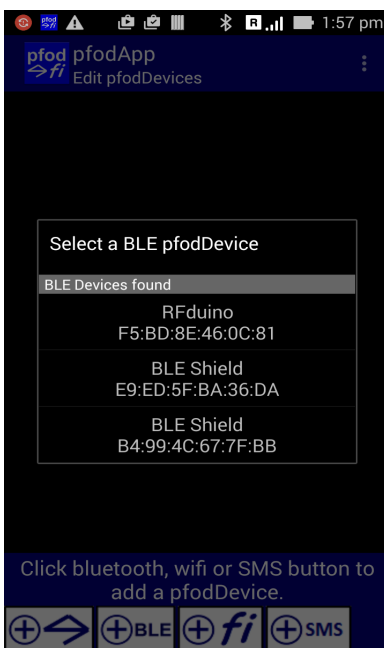 R 1:57 pm
pfod pfodApp
fi Edit pfodDevices
Select a BLE pfodDevice
BLE Devices found
RFduino
F5:BD:8E:46:0C:81
BLE Shield
E9:ED:5F:BA:36:DA
BLE Shield
B4:99:4C:67:7F:BB
Click bluetooth, wifi or SMS button to
add a pfodDevice.
BLE fi SMS